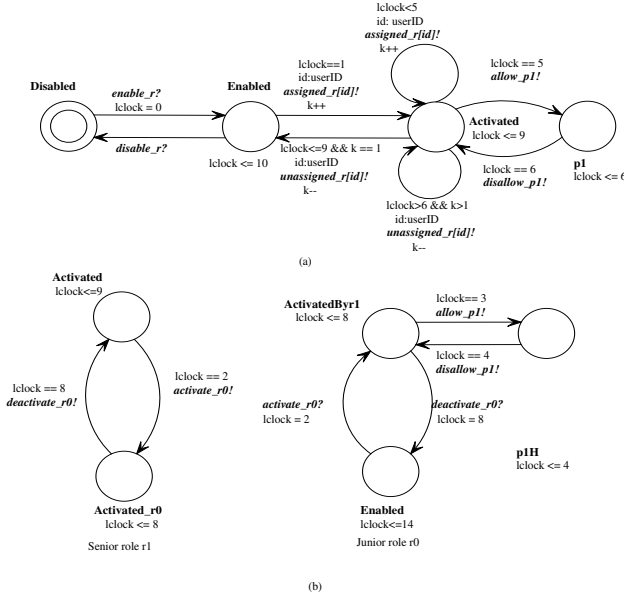 lclock<5
id: userID
assigned_r[id]!
k++
lclock==1
id:userID
assigned_r[id]!
k++
lclock == 5
allow_p1!
Disabled
enable_r?
lclock = 0
Enabled
Activated
lclock <= 9
disable_r?
lclock <= 10
lclock<=9 && k == 1
id:userID
unassigned_r[id]!
k--
lclock == 6
disallow_p1!
p1
lclock <= 6
lclock>6 && k>1
id:userID
unassigned_r[id]!
k--
(a)
Activated
lclock<=9
lclock == 8
deactivate_r0!
lclock == 2
activate_r0!
Activated_r0
lclock <= 8
Senior role r1
ActivatedByr1
lclock <= 8
lclock== 3
allow_p1!
lclock == 4
disallow_p1!
activate_r0?
lclock = 2
deactivate_r0?
lclock = 8
p1H
lclock <= 4
Enabled
lclock<=14
Junior role r0
(b)